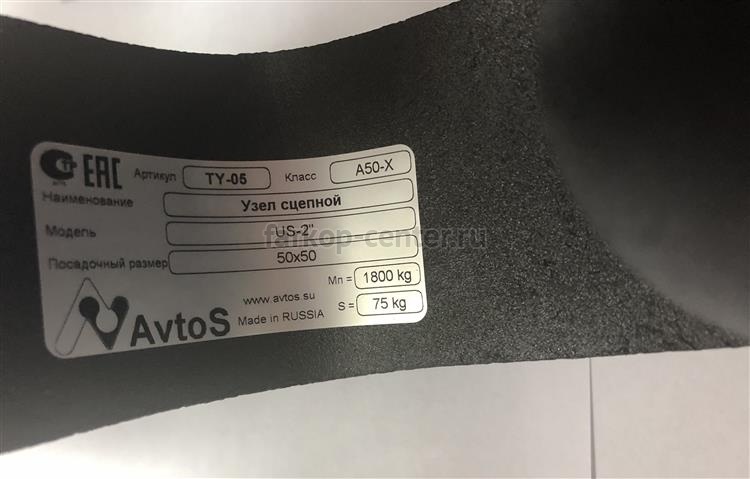 EAC Артикул TY-05 Класс A50-X
Наименование Узел сцепной
Модель US-2"
Посадочный размер 50x50
www.avtos.su Mn = 1800 kg
AvtoS Made in RUSSIA S = 75 kg
farkop-center.ru